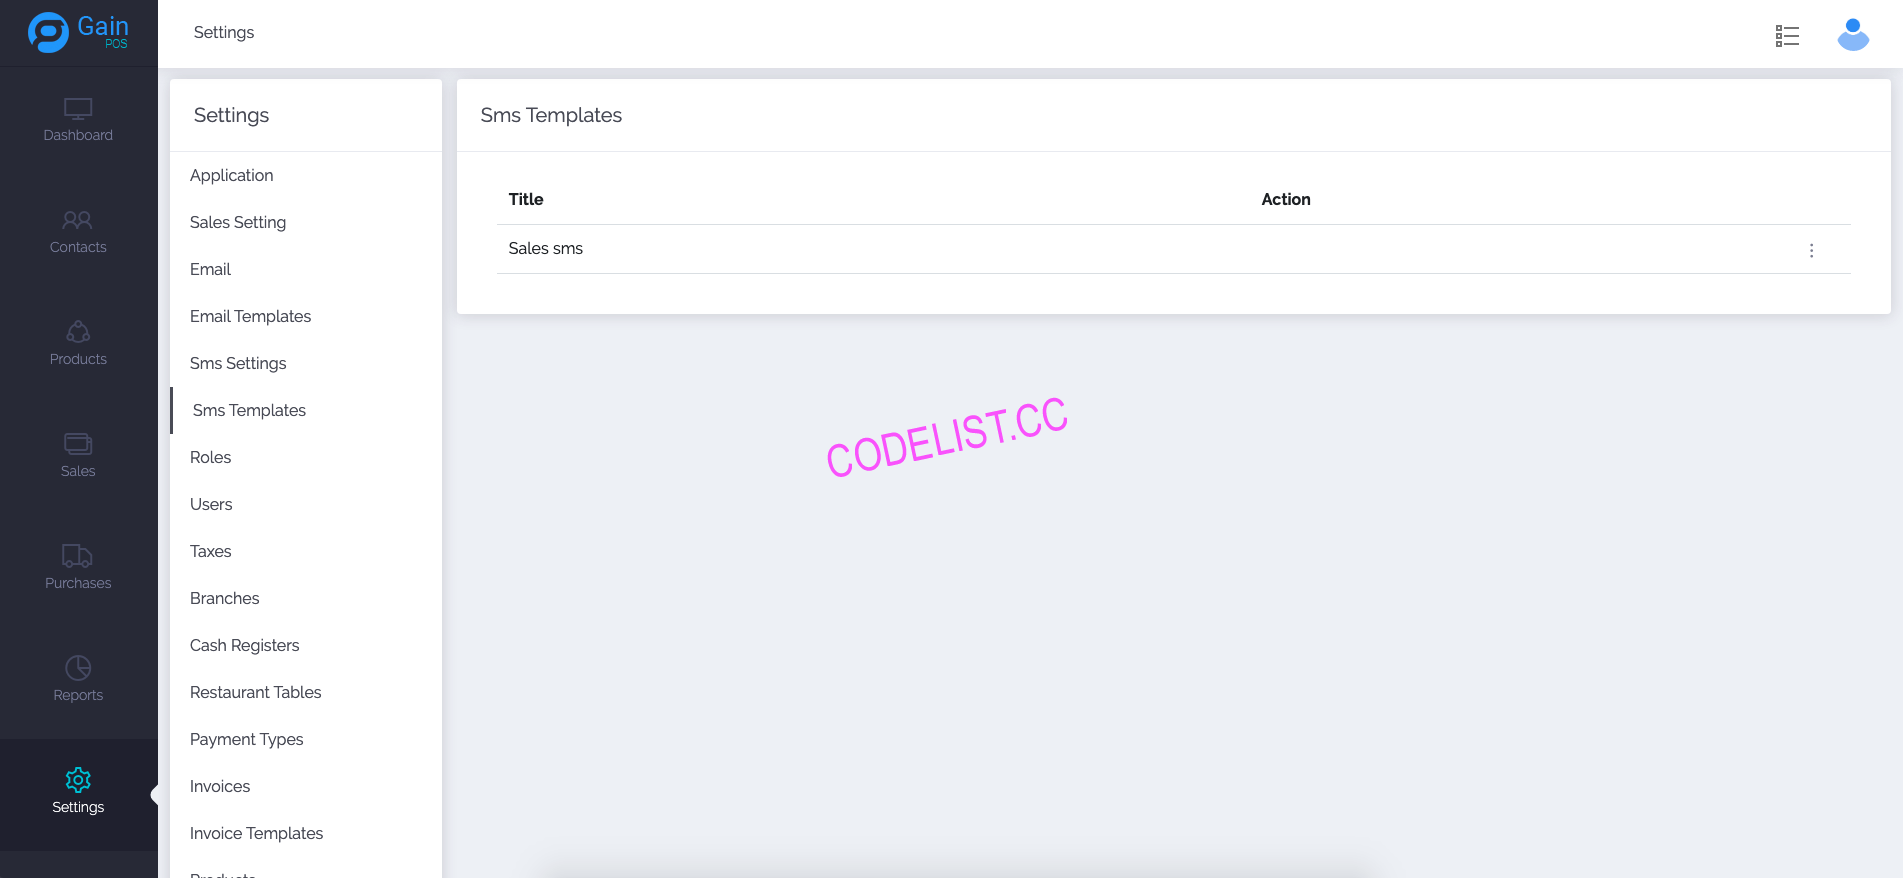 Gain
POS
Settings
Dashboard
Contacts
Products
Sales
Purchases
Reports
Settings
Settings
Application
Sales Setting
Email
Email Templates
Sms Settings
Sms Templates
Roles
Users
Taxes
Branches
Cash Registers
Restaurant Tables
Payment Types
Invoices
Invoice Templates
Products
Sms Templates
Title Action
Sales sms
CODELIST.CC